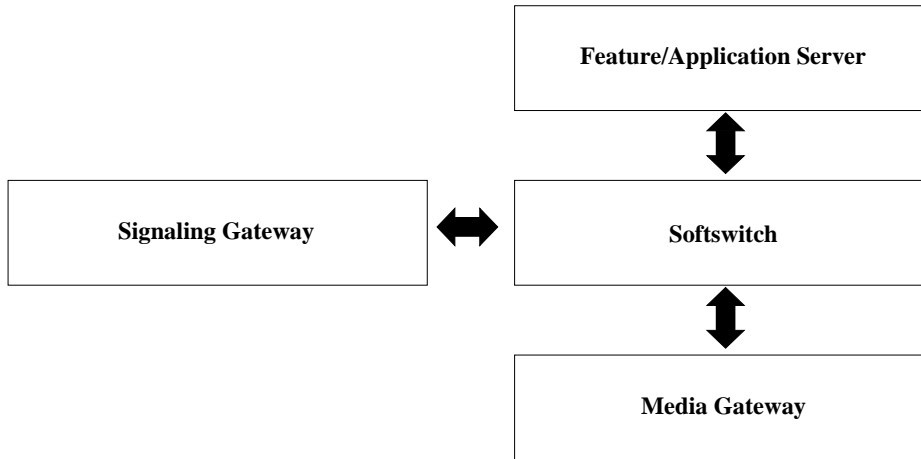 Feature/Application Server
Signaling Gateway
Softswitch
Media Gateway